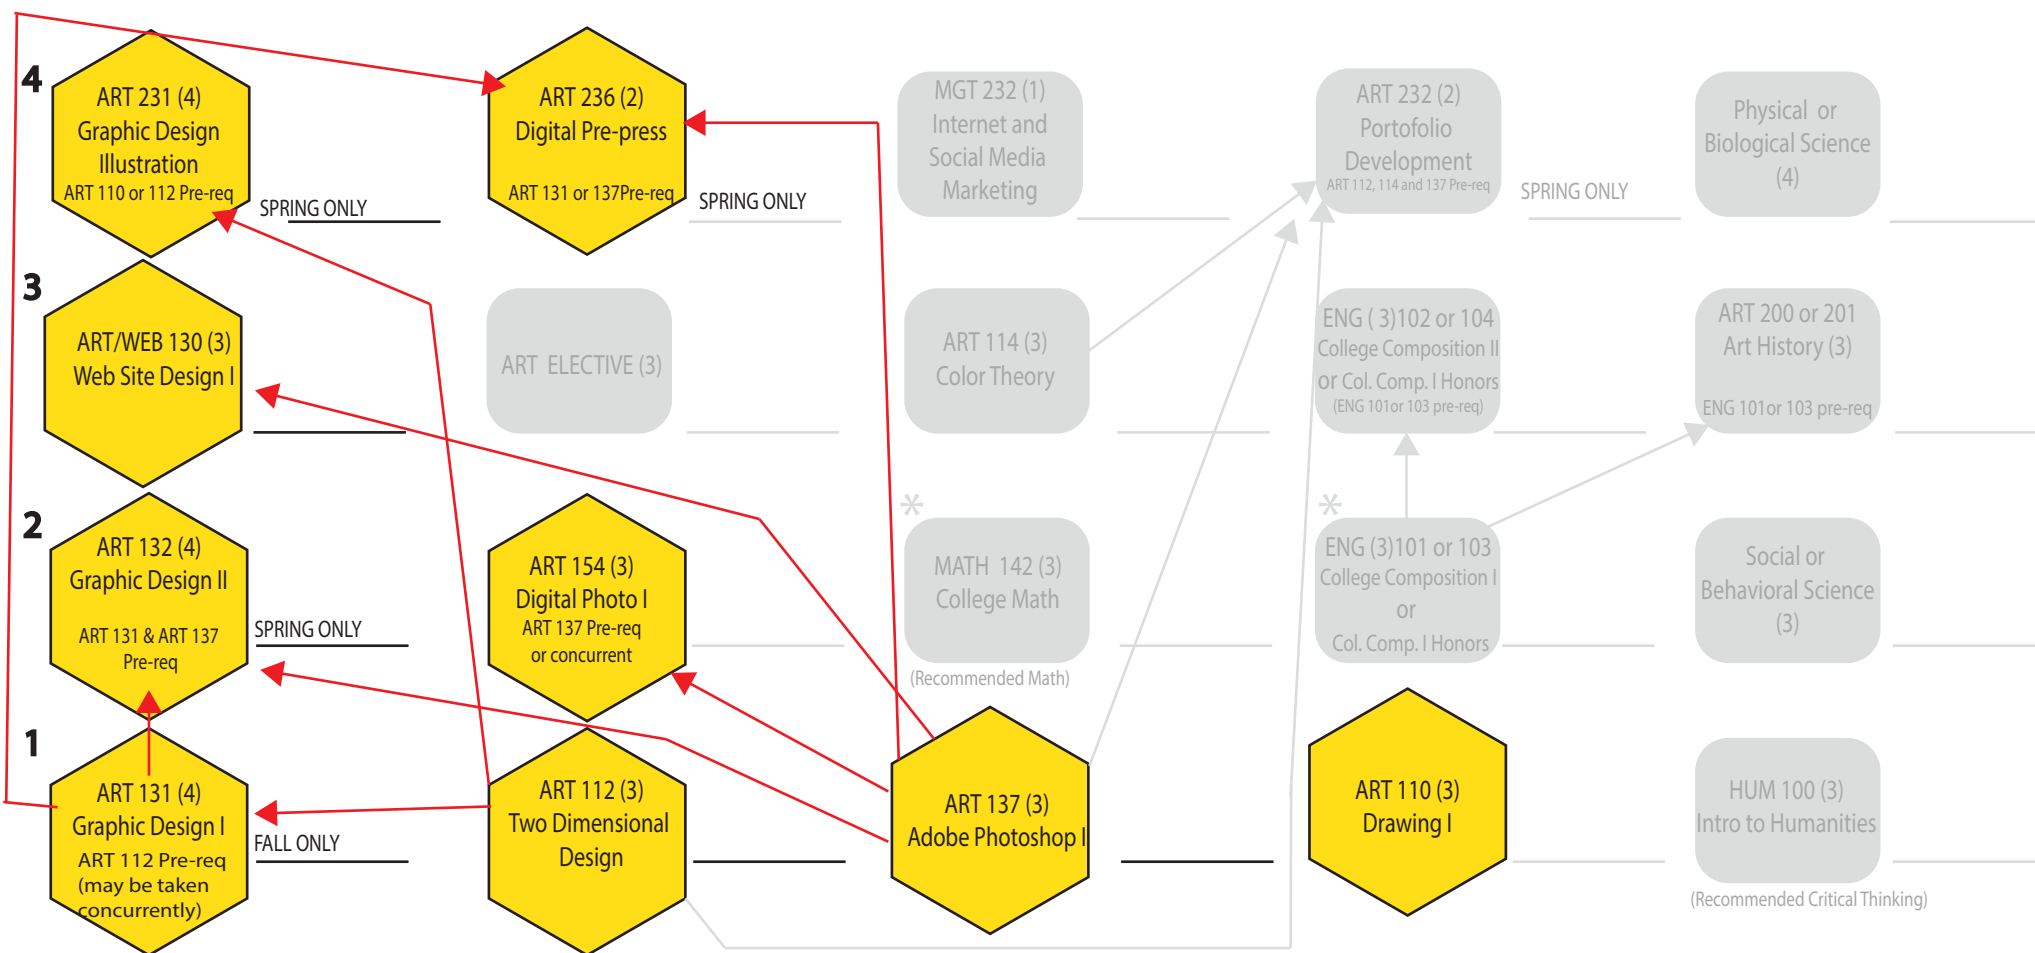 4
ART 231 (4)
Graphic Design
Illustration
ART 110 or 112 Pre-req
SPRING ONLY
ART 236 (2)
Digital Pre-press
ART 131 or 137Pre-req
SPRING ONLY
MGT 232 (1)
Internet and
Social Media
Marketing
ART 232 (2)
Portofolio
Development
ART 112, 114 and 137 Pre-req
SPRING ONLY
Physical or
Biological Science
(4)
3
ART/WEB 130 (3)
Web Site Design I
ART ELECTIVE (3)
ART 114 (3)
Color Theory
ENG ( 3)102 or 104
College Composition II
or Col. Comp. I Honors
(ENG 101or 103 pre-req)
ART 200 or 201
Art History (3)
ENG 101or 103 pre-req
2
ART 132 (4)
Graphic Design II
ART 131 & ART 137
Pre-req
SPRING ONLY
ART 154 (3)
Digital Photo I
ART 137 Pre-req
or concurrent
*
MATH 142 (3)
College Math
(Recommended Math)
*
ENG (3)101 or 103
College Composition I
or
Col. Comp. I Honors
Social or
Behavioral Science
(3)
1
ART 131 (4)
Graphic Design I
ART 112 Pre-req
(may be taken
concurrently)
FALL ONLY
ART 112 (3)
Two Dimensional
Design
ART 137 (3)
Adobe Photoshop I
ART 110 (3)
Drawing I
HUM 100 (3)
Intro to Humanities
(Recommended Critical Thinking)